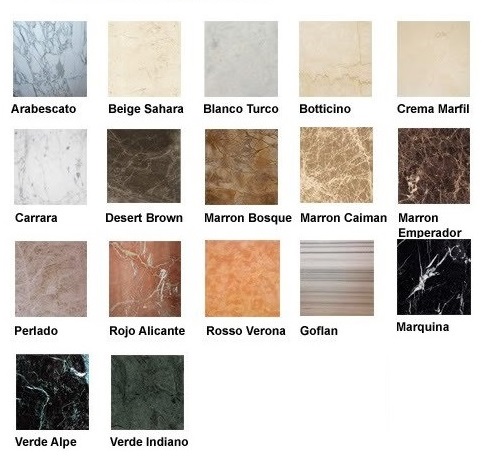 Arabescato
Beige Sahara
Blanco Turco
Botticino
Crema Marfil
Carrara
Desert Brown
Marron Bosque
Marron Caiman
Marron
Emperador
Perlado
Rojo Alicante
Rosso Verona
Goflan
Marquina
Verde Alpe
Verde Indiano